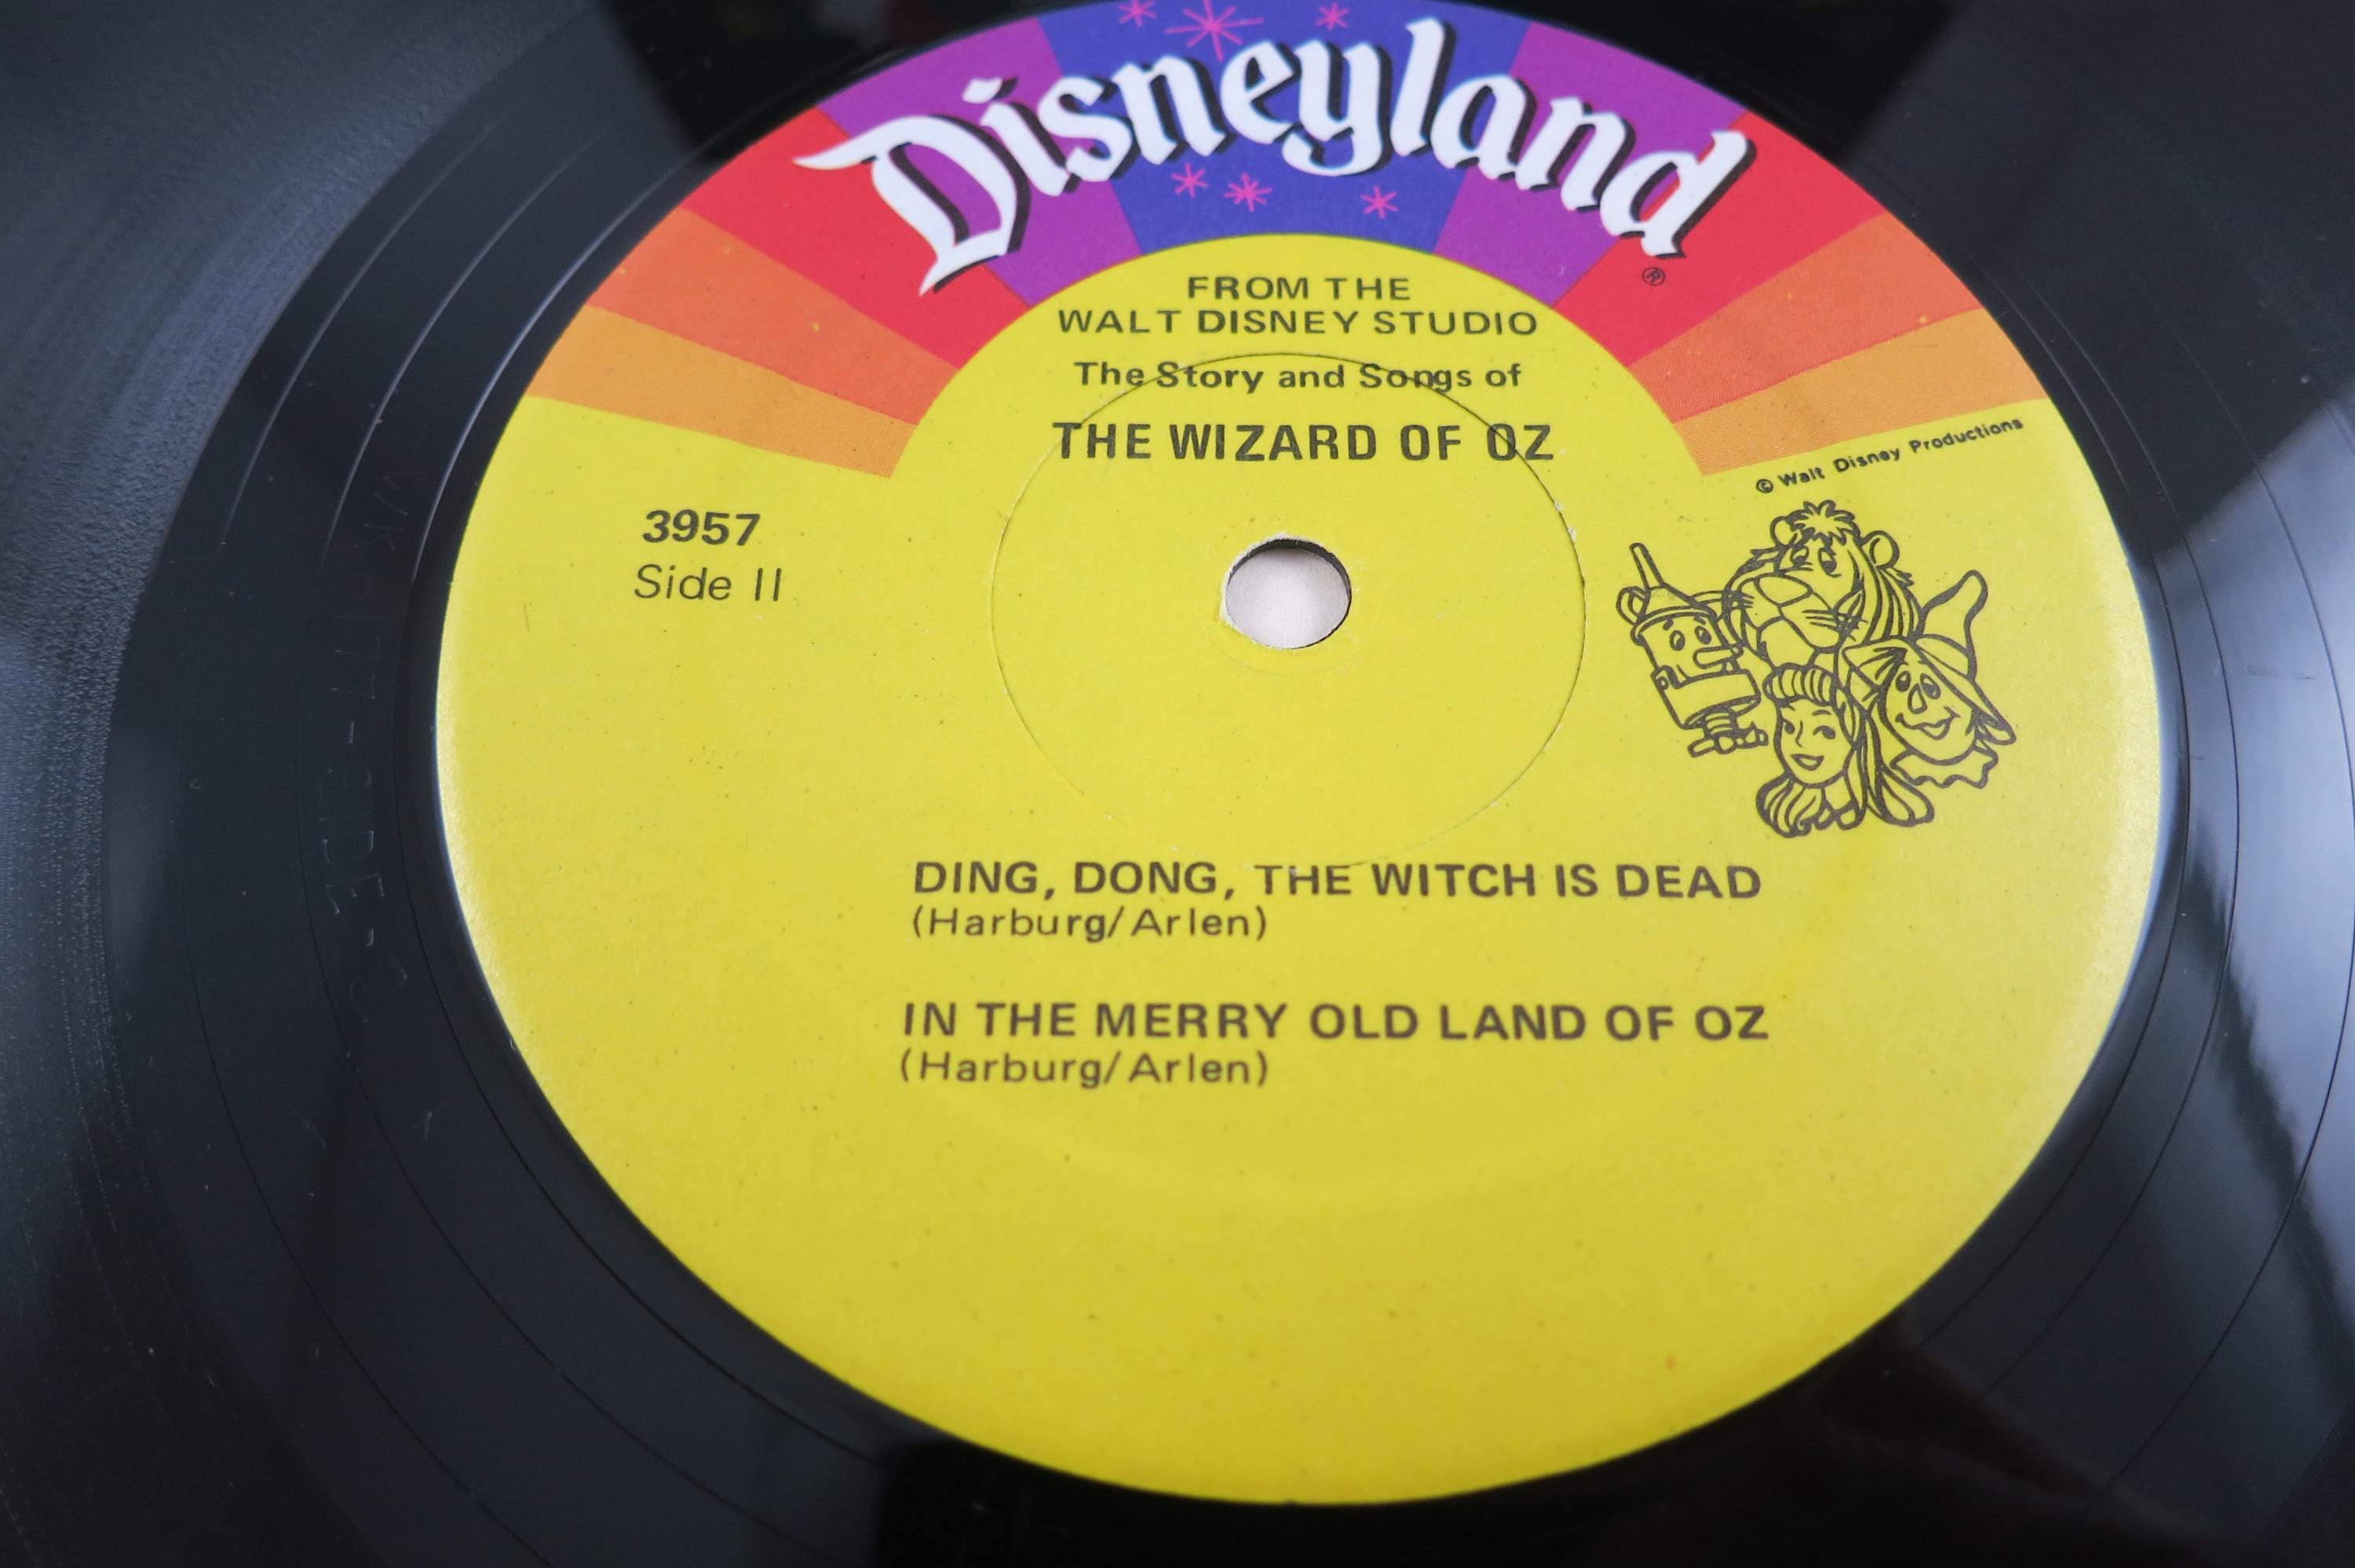 Disneyland
®
FROM THE
WALT DISNEY STUDIO
The Story and Songs of
THE WIZARD OF OZ
© Walt Disney Productions
3957
Side II
DING, DONG, THE WITCH IS DEAD
(Harburg/Arlen)
IN THE MERRY OLD LAND OF OZ
(Harburg/Arlen)